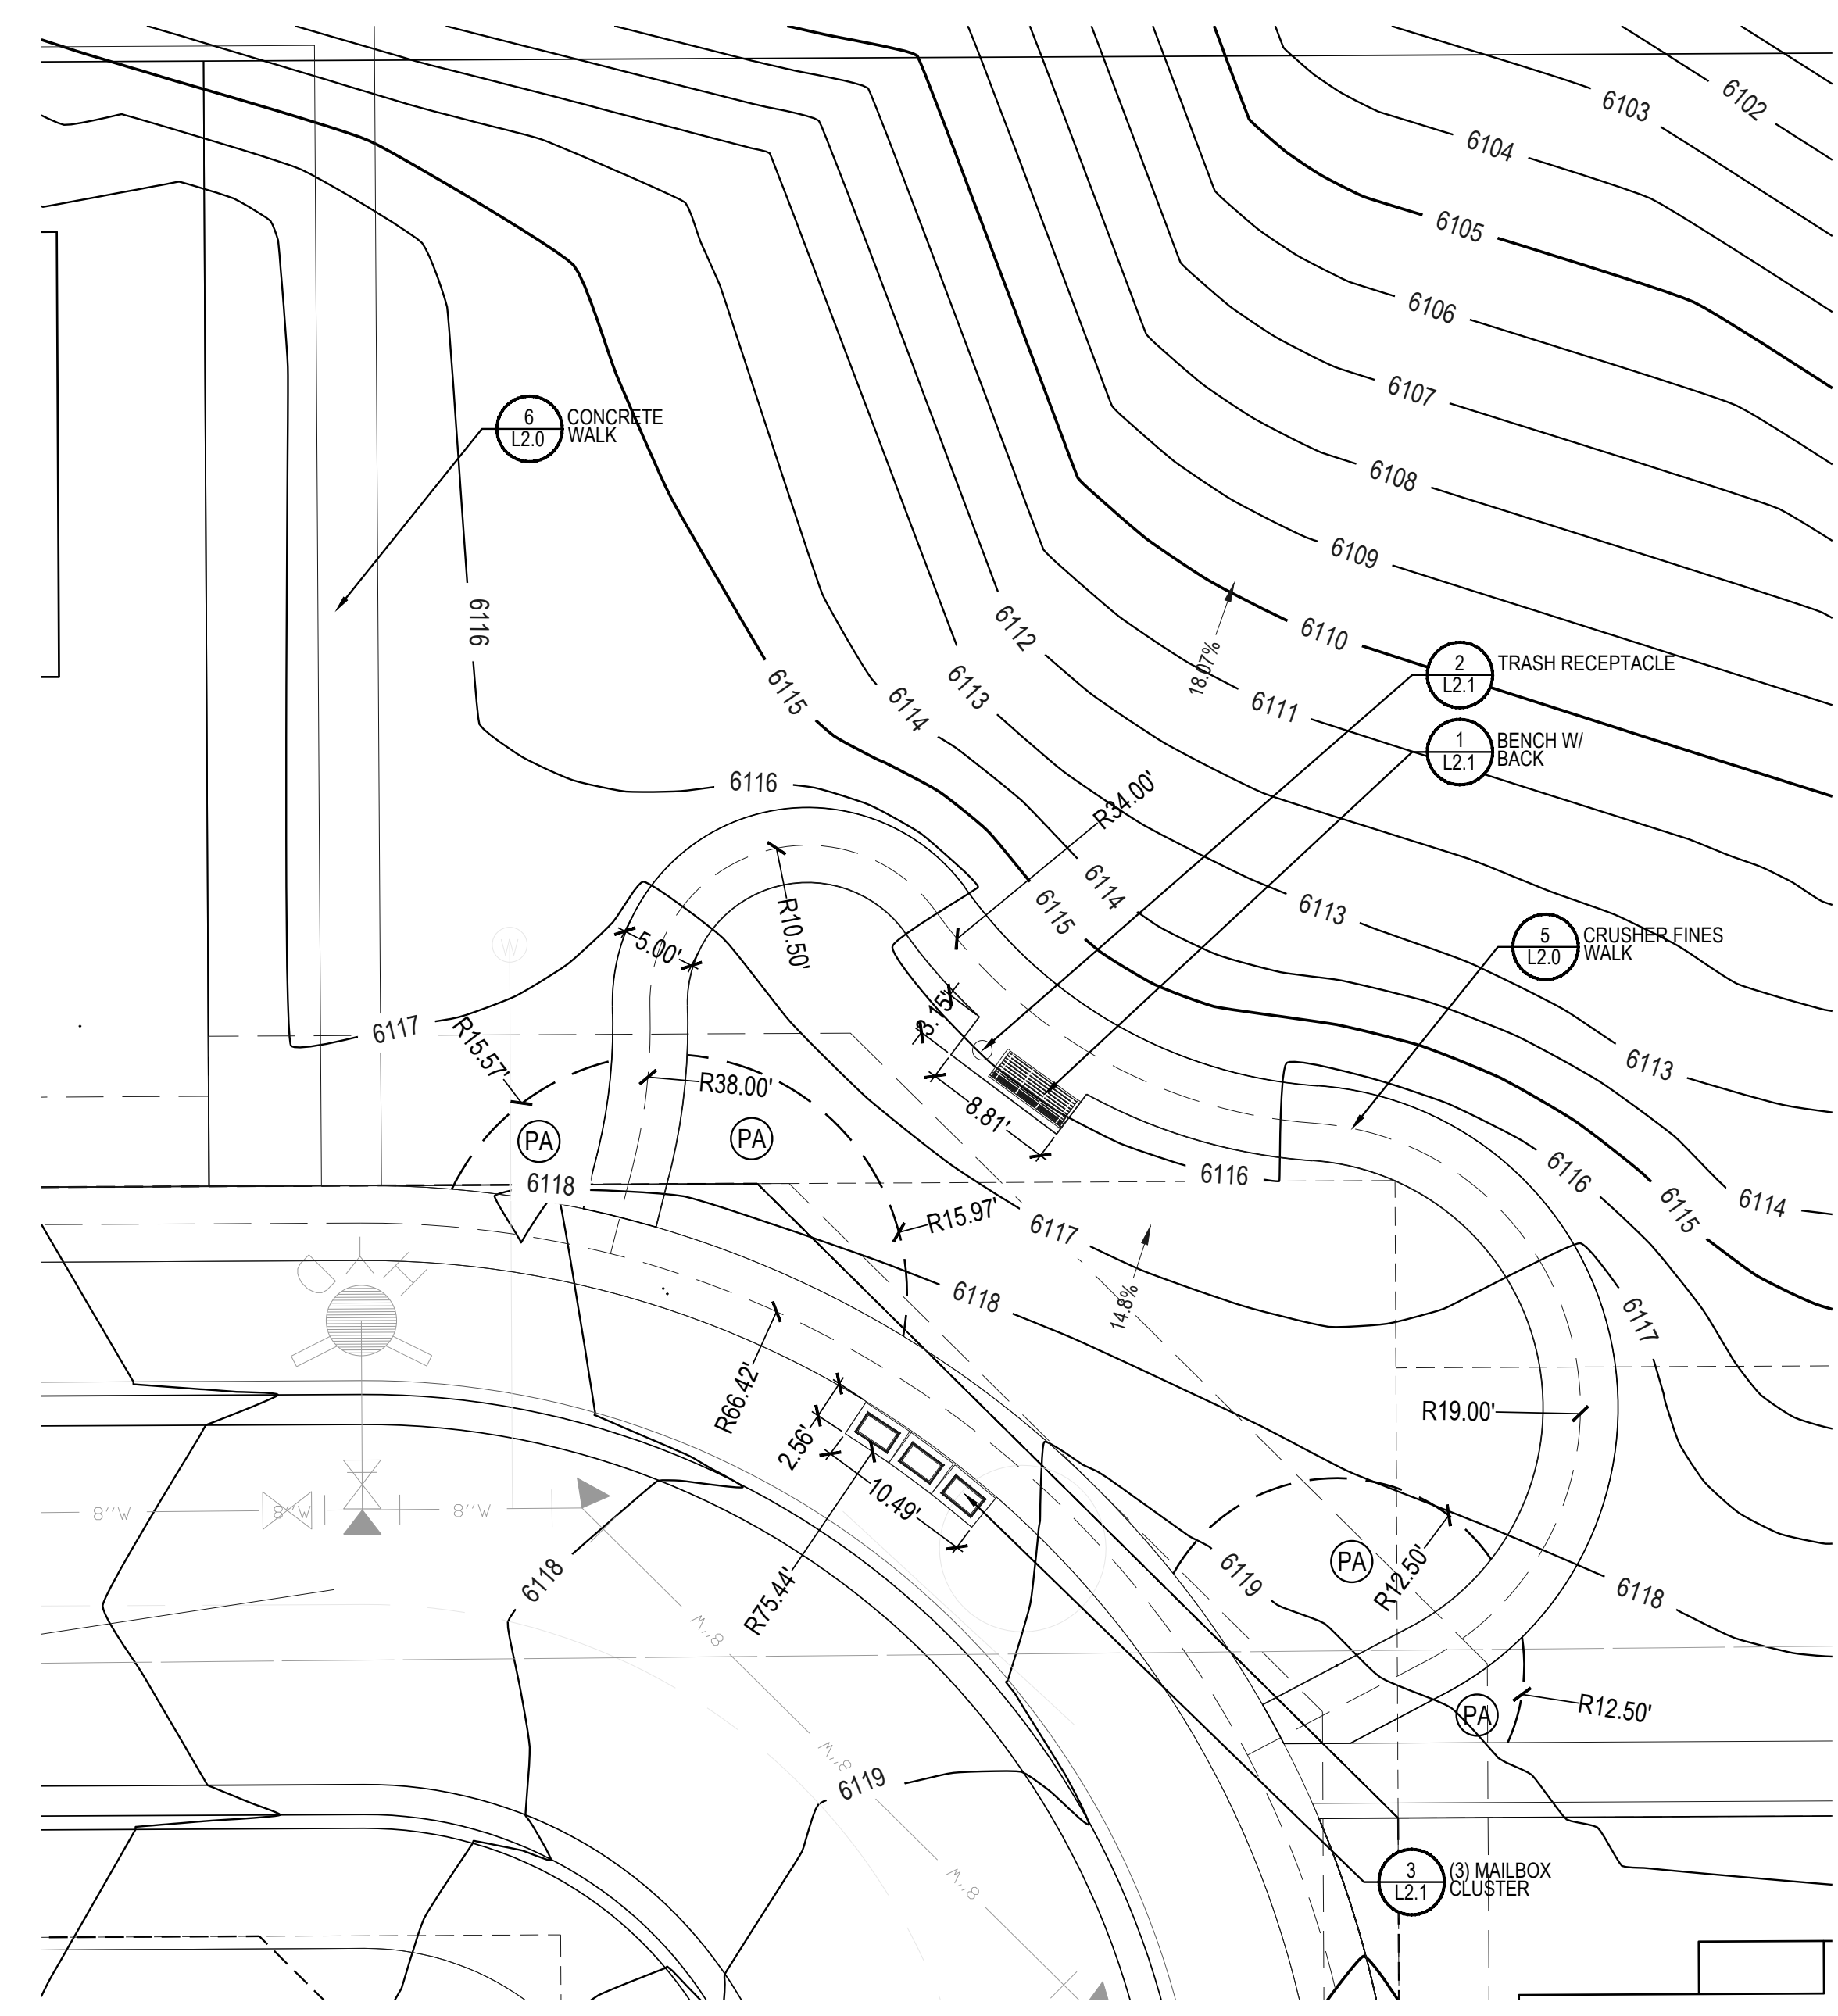 6102
6103
6104
6105
6106
6107
6108
6109
6110
6111
6112
6113
6114
6115
6116
6
L2.0
CONCRETE
WALK
18.07%
2
L2.1
TRASH RECEPTACLE
1
L2.1
BENCH W/
BACK
6116
R34.00'
6114
6115
6113
R10.50'
5.00'
5
L2.0
CRUSHER FINES
WALK
W
3.15'
6117
R15.57'
R38.00'
8.81'
6113
PA
PA
6118
6116
6116
6115
6114
R15.97'
6117
14.8%
6118
6117
DYH
R66.42'
2.56'
R19.00'
10.49'
8"W
8"W
8"W
R75.44'
6118
8"W
6119
PA
R12.50'
6118
PA
R12.50'
8"W
6119
8"W
3
L2.1
(3) MAILBOX
CLUSTER